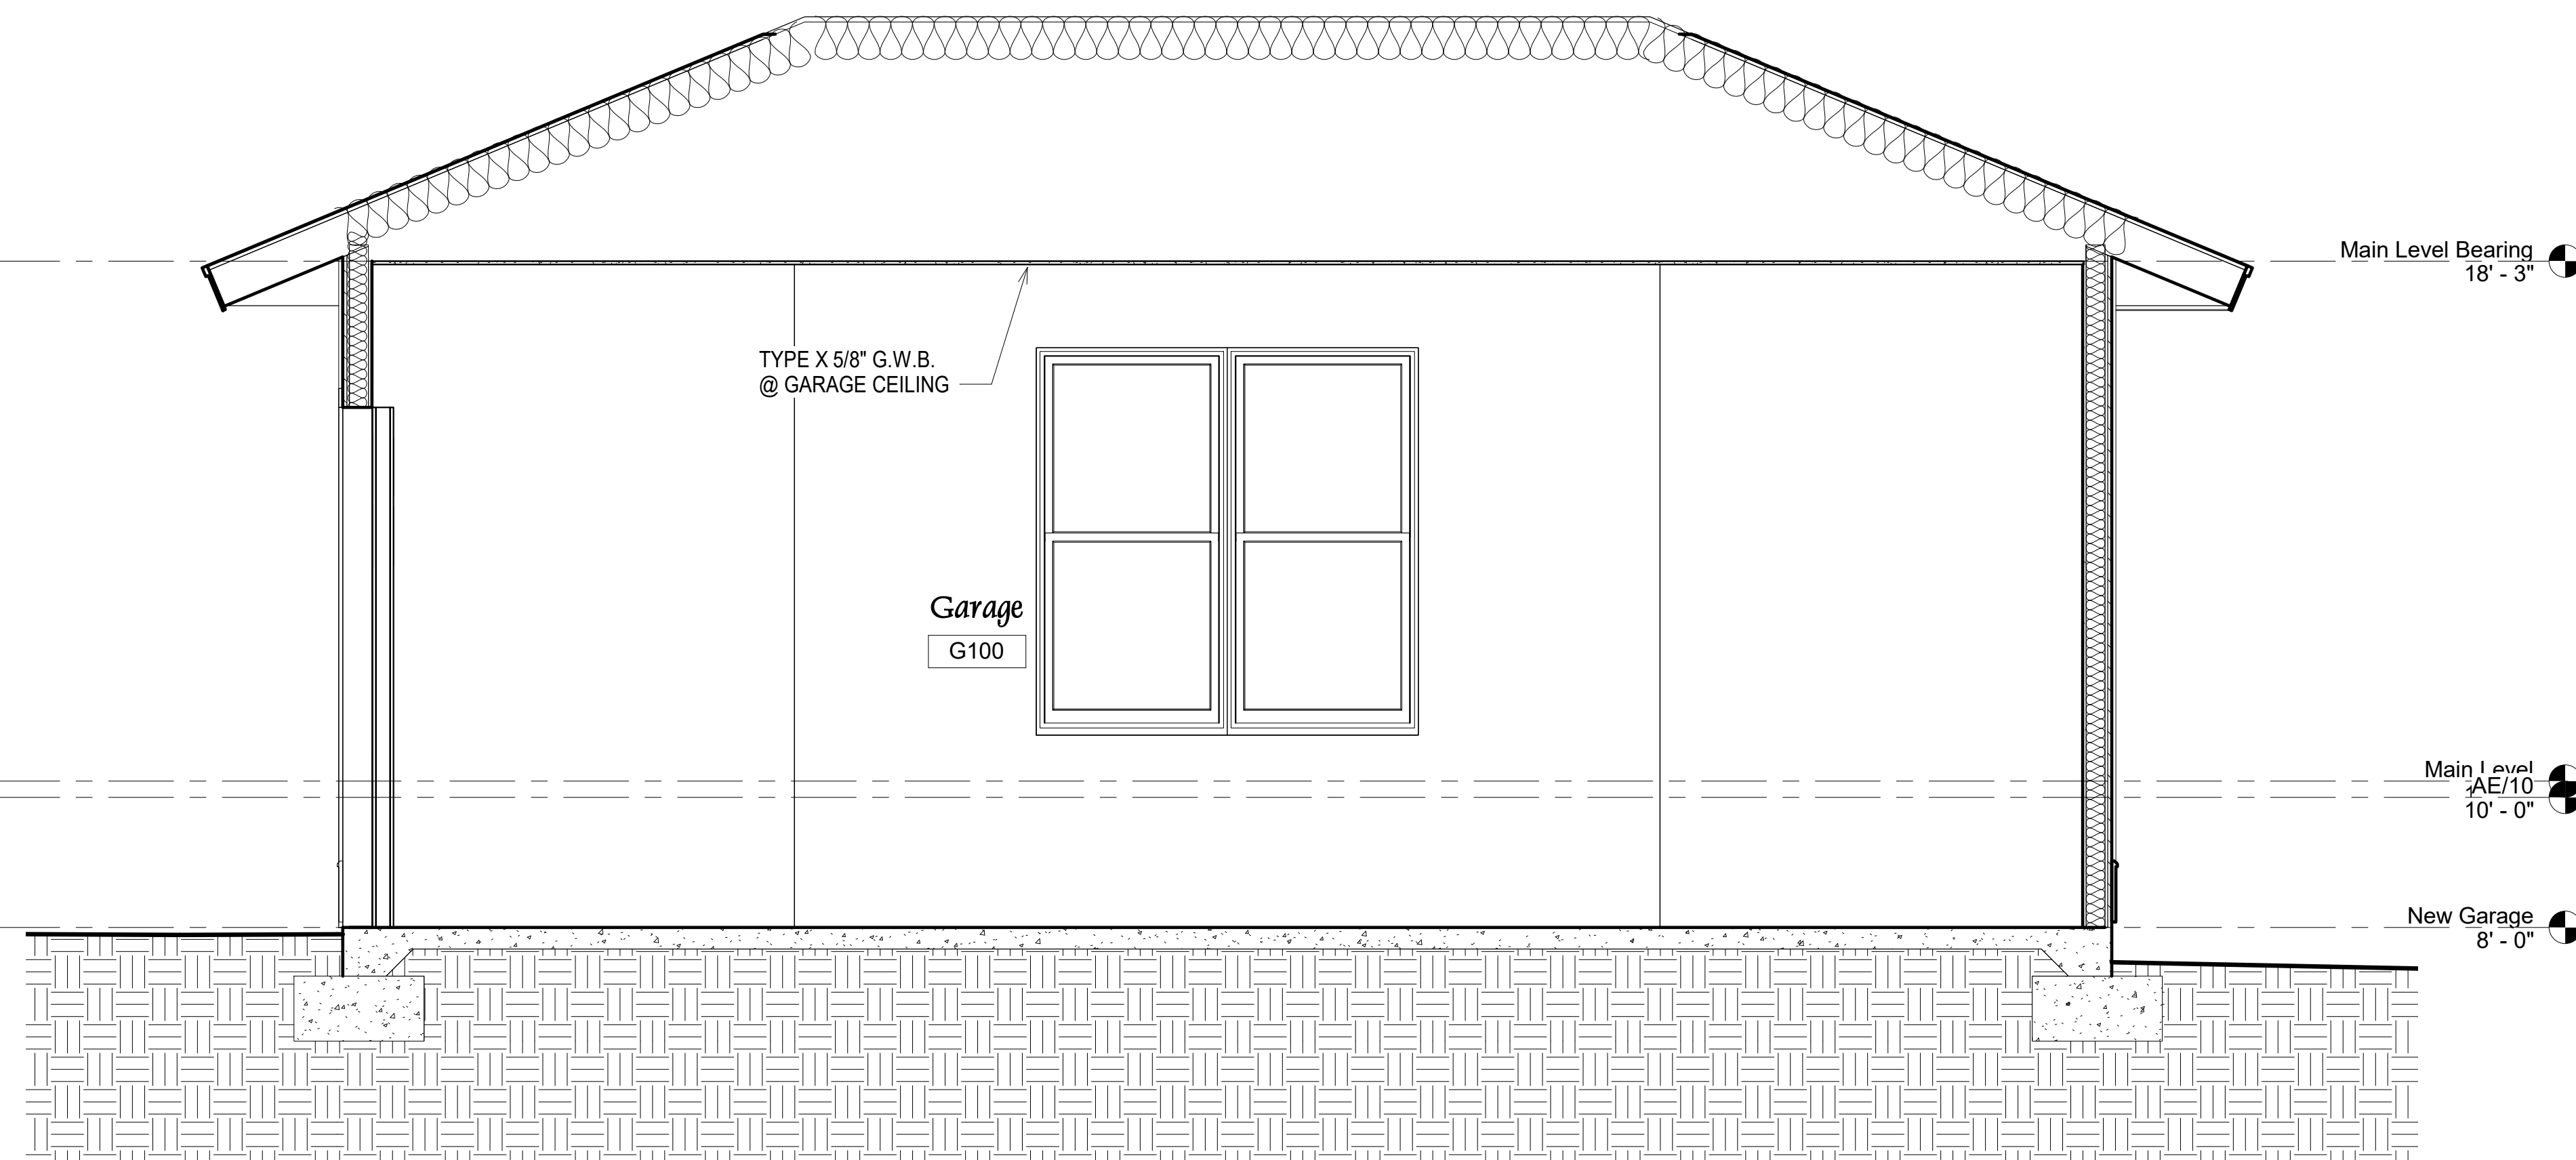 Main Level Bearing
18' - 3"
TYPE X 5/8" G.W.B.
@ GARAGE CEILING
Garage
G100
Main Level
AE/10
10' - 0"
New Garage
8' - 0"